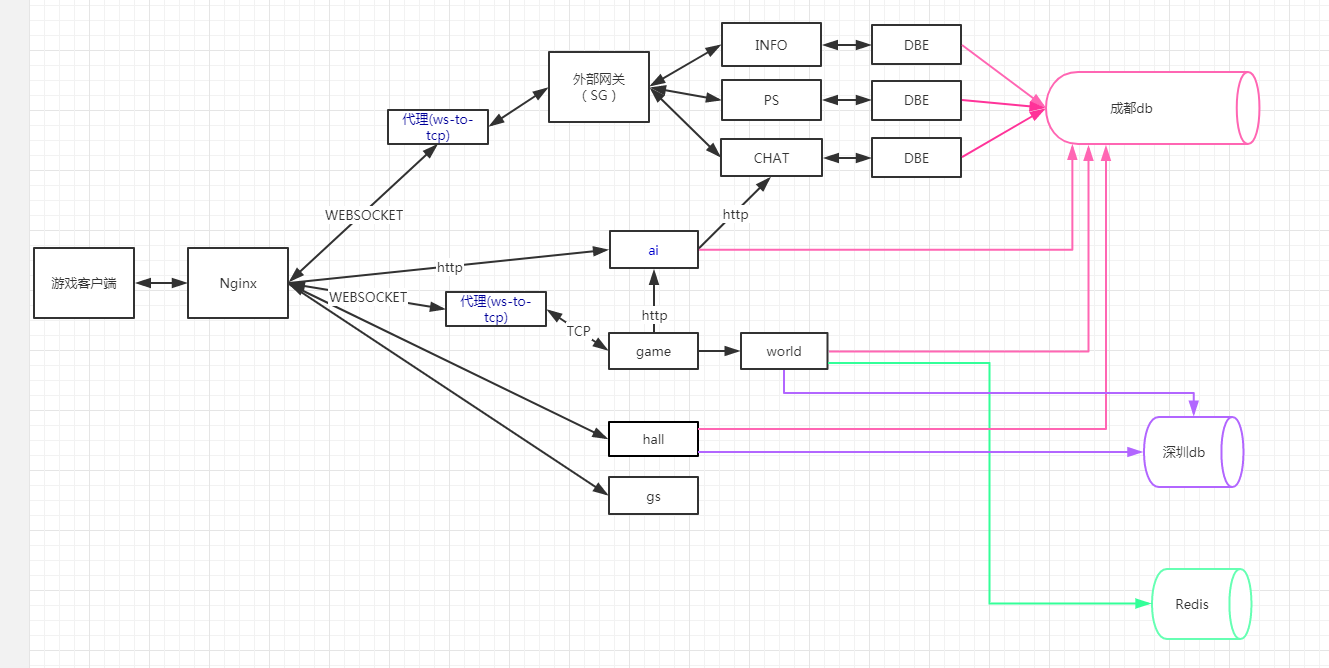 INFO
DBE
外部网关
（SG）
PS
DBE
成都db
代理(ws-to-
tcp)
CHAT
DBE
WEBSOCKET
http
ai
http
游戏客户端
Nginx
WEBSOCKET
代理(ws-to-
tcp)
http
TCP
game
world
hall
深圳db
gs
Redis